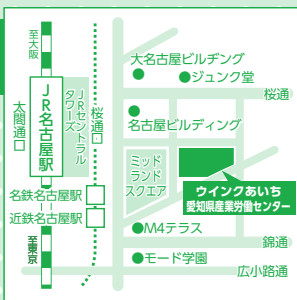 至大阪
JR名古屋駅
太閤通口
JRセントラル
タワーズ
桜通口
大名古屋ビルヂング
ジュンク堂
桜通
名古屋ビルディング
ミッド
ランド
スクエア
ウインクあいち
愛知県産業労働センター
名鉄名古屋駅
近鉄名古屋駅
至東京
M4テラス
錦通
モード学園
広小路通